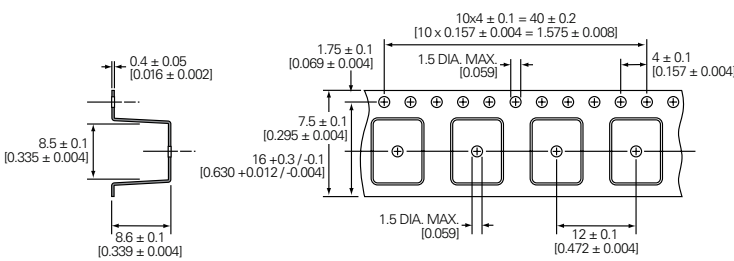 10x4 ± 0.1 = 40 ± 0.2
[10 x 0.157 ± 0.004 = 1.575 ± 0.008]
0.4 ± 0.05
[0.016 ± 0.002]
1.75 ± 0.1
[0.069 ± 0.004]
1.5 DIA. MAX.
[0.059]
4 ± 0.1
[0.157 ± 0.004]
7.5 ± 0.1
[0.295 ± 0.004]
8.5 ± 0.1
[0.335 ± 0.004]
16 +0.3 / -0.1
[0.630 +0.012 / -0.004]
1.5 DIA. MAX.
[0.059]
12 ± 0.1
[0.472 ± 0.004]
8.6 ± 0.1
[0.339 ± 0.004]